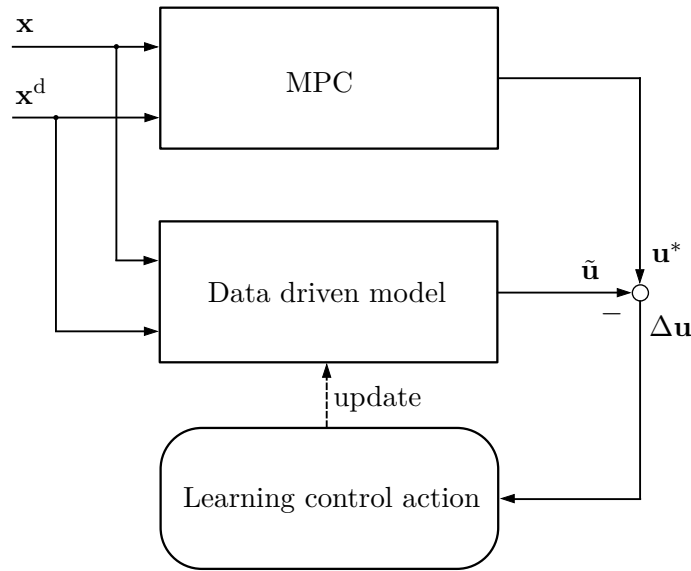 x
x^d
MPC
u*
ũ
Data driven model
−
Δu
update
Learning control action